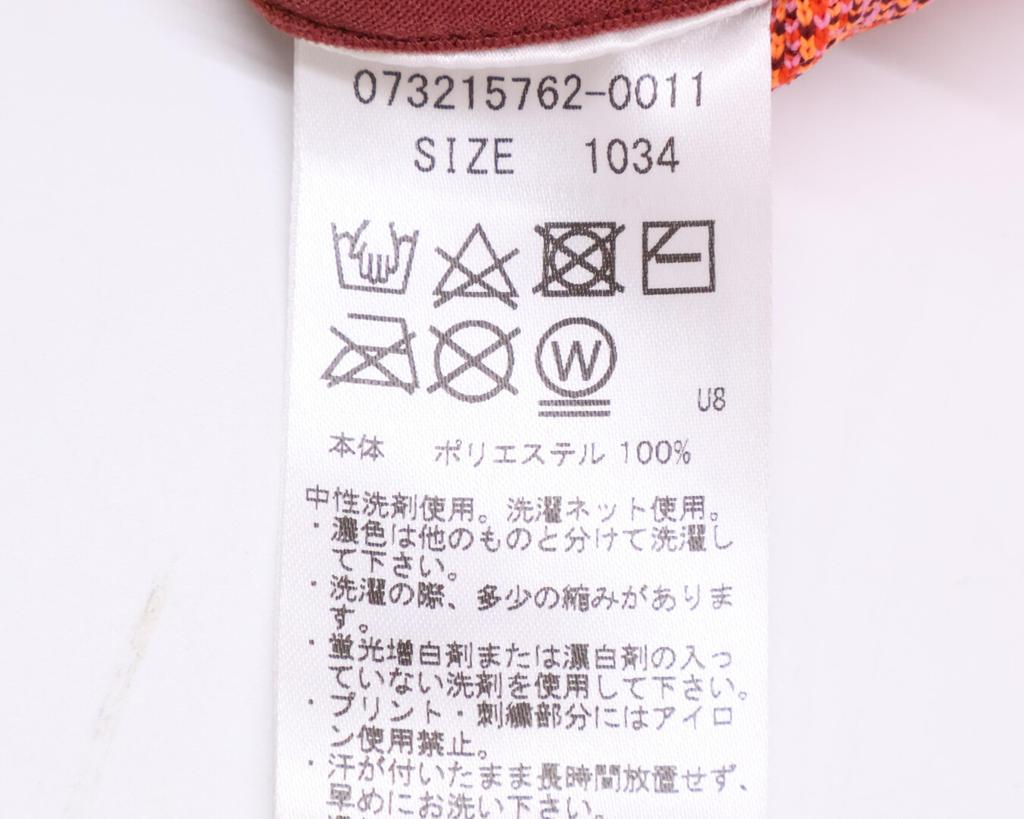 073215762-0011
SIZE 1034
W
U8
本体 ポリエステル 100%
中性洗剤使用。洗濯ネット使用。
・濃色は他のものと分けて洗濯し
て下さい。
・洗濯の際、多少の縮みがありま
す。
・蛍光増白剤または漂白剤の入っ
ていない洗剤を使用して下さい。
・プリント・刺繍部分にはアイロ
ン使用禁止。
・汗が付いたまま長時間放置せず、
早めにお洗い下さい。